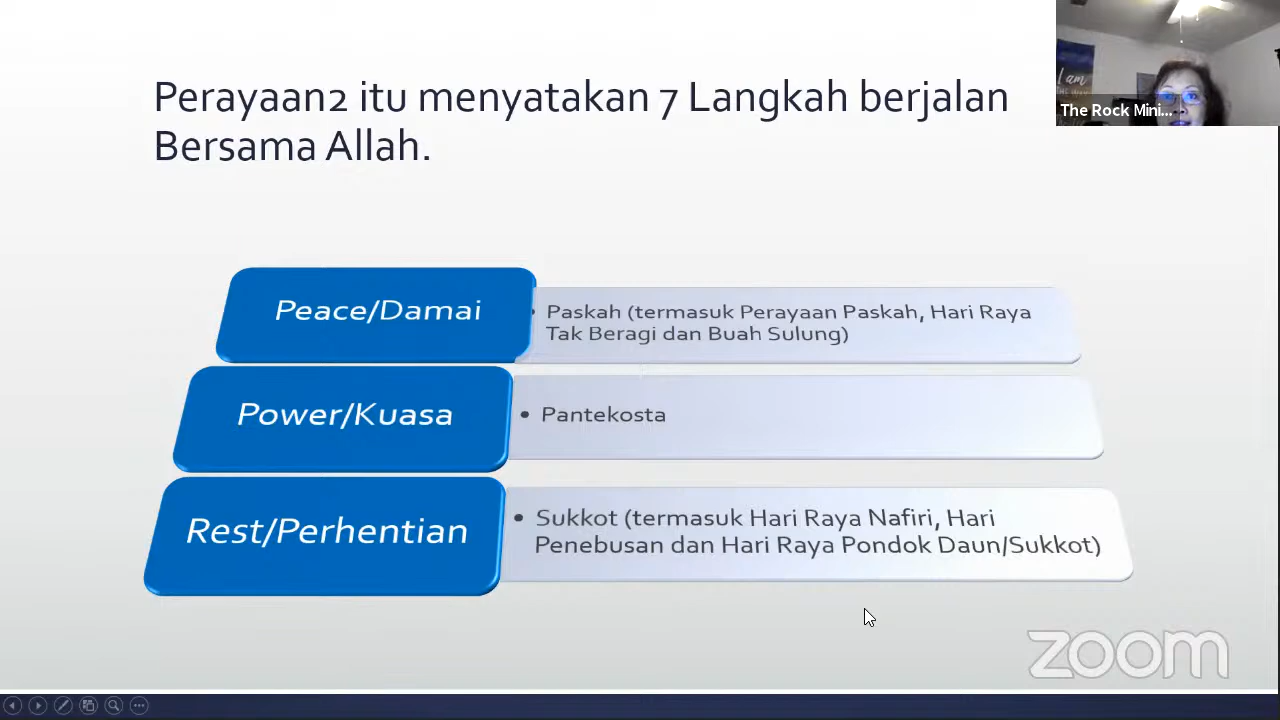 Perayaan2 itu menyatakan 7 Langkah berjalan
Bersama Allah.
I am
The Rock Mini...
Peace/Damai
• Paskah (termasuk Perayaan Paskah, Hari Raya
Tak Beragi dan Buah Sulung)
Power/Kuasa
• Pantekosta
Rest/Perhentian
• Sukkot (termasuk Hari Raya Nafiri, Hari
Penebusan dan Hari Raya Pondok Daun/Sukkot)
zoom